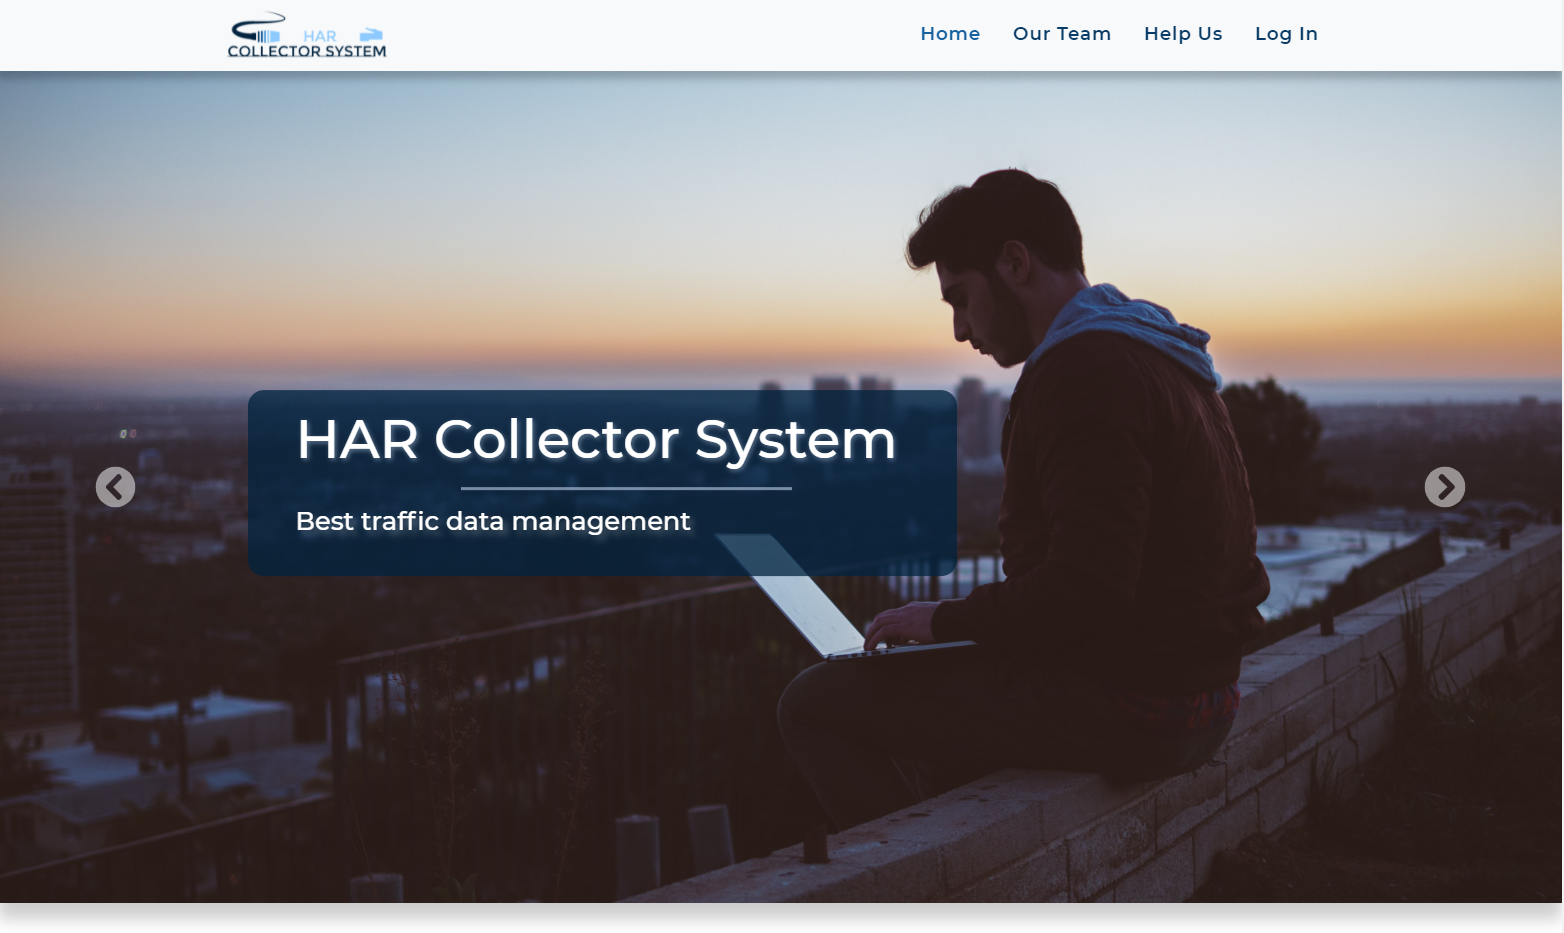 HAR
COLLECTOR SYSTEM
Home
Our Team
Help Us
Log In
HAR Collector System
Best traffic data management